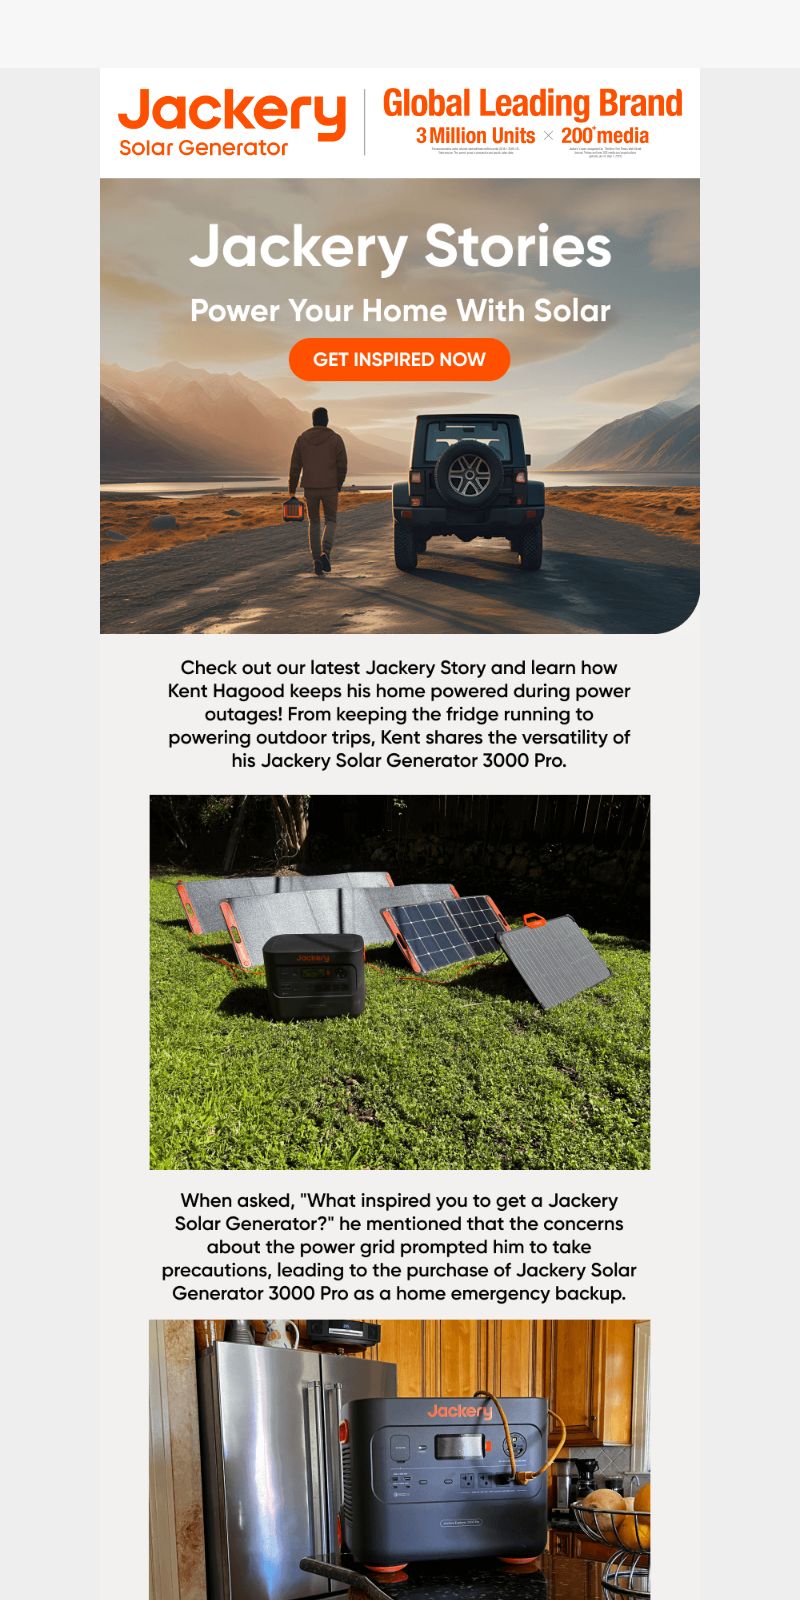 Jackery
Solar Generator
Global Leading Brand
3 Million Units × 200+media
Jackery Stories
Power Your Home With Solar
GET INSPIRED NOW
Check out our latest Jackery Story and learn how
Kent Hagood keeps his home powered during power
outages! From keeping the fridge running to
powering outdoor trips, Kent shares the versatility of
his Jackery Solar Generator 3000 Pro.
Jackery
When asked, "What inspired you to get a Jackery
Solar Generator?" he mentioned that the concerns
about the power grid prompted him to take
precautions, leading to the purchase of Jackery Solar
Generator 3000 Pro as a home emergency backup.
Jackery